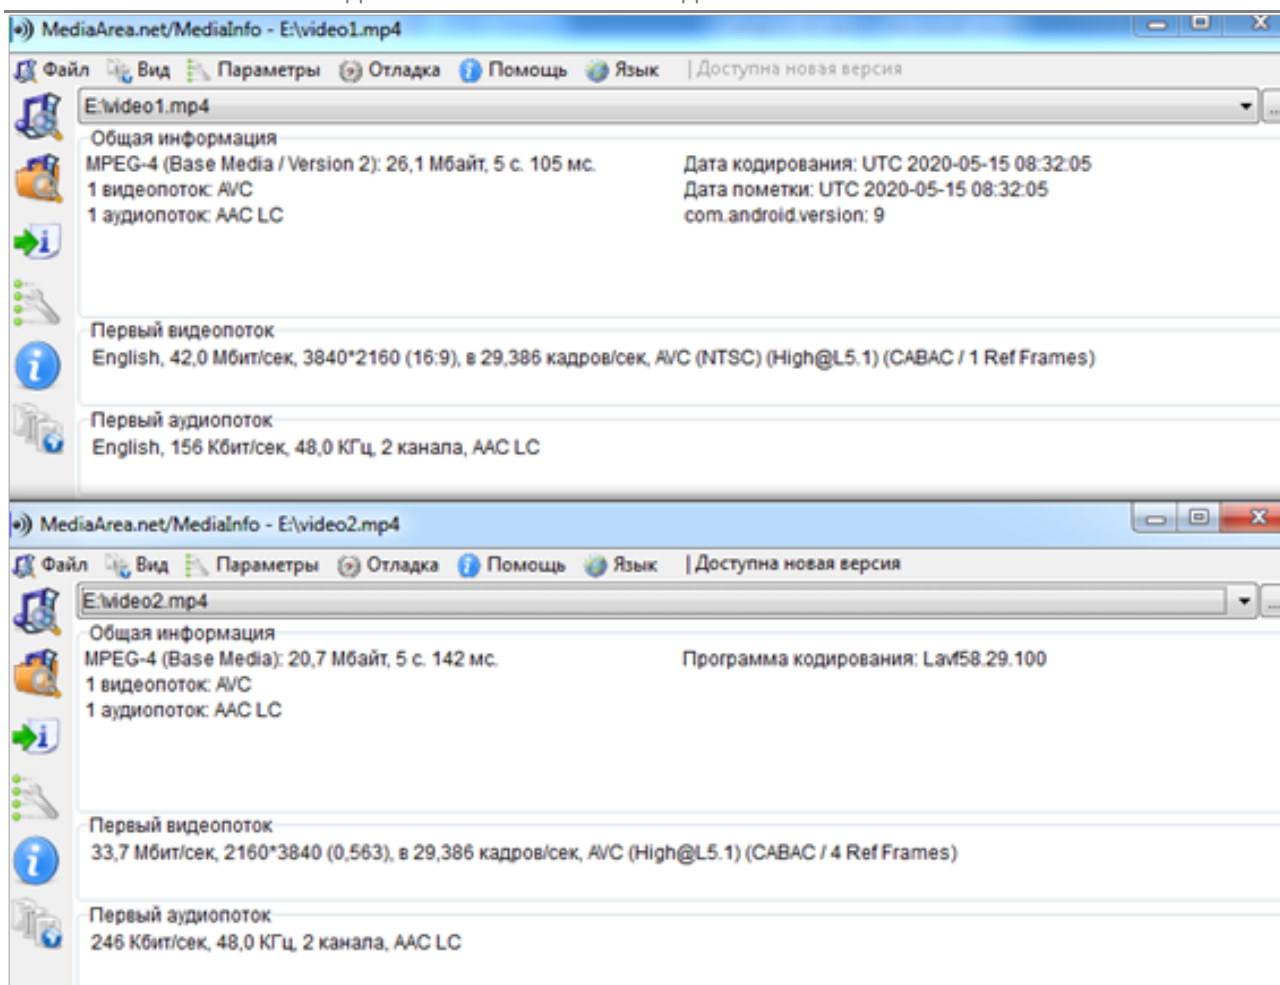 MediaArea.net/MediaInfo - E:\video1.mp4
Файл Вид Параметры Отладка Помощь Язык | Доступна новая версия
E:\video1.mp4
...
Общая информация
MPEG-4 (Base Media / Version 2): 26,1 Мбайт, 5 с. 105 мс. Дата кодирования: UTC 2020-05-15 08:32:05
1 видеопоток: AVC Дата пометки: UTC 2020-05-15 08:32:05
1 аудиопоток: AAC LC com.android.version: 9
Первый видеопоток
English, 42,0 Мбит/сек, 3840*2160 (16:9), в 29,386 кадров/сек, AVC (NTSC) (High@L5.1) (CABAC / 1 Ref Frames)
Первый аудиопоток
English, 156 Кбит/сек, 48,0 КГц, 2 канала, AAC LC
MediaArea.net/MediaInfo - E:\video2.mp4
Файл Вид Параметры Отладка Помощь Язык | Доступна новая версия
E:\video2.mp4
...
Общая информация
MPEG-4 (Base Media): 20,7 Мбайт, 5 с. 142 мс. Программа кодирования: Lavf58.29.100
1 видеопоток: AVC
1 аудиопоток: AAC LC
Первый видеопоток
33,7 Мбит/сек, 2160*3840 (0,563), в 29,386 кадров/сек, AVC (High@L5.1) (CABAC / 4 Ref Frames)
Первый аудиопоток
246 Кбит/сек, 48,0 КГц, 2 канала, AAC LC